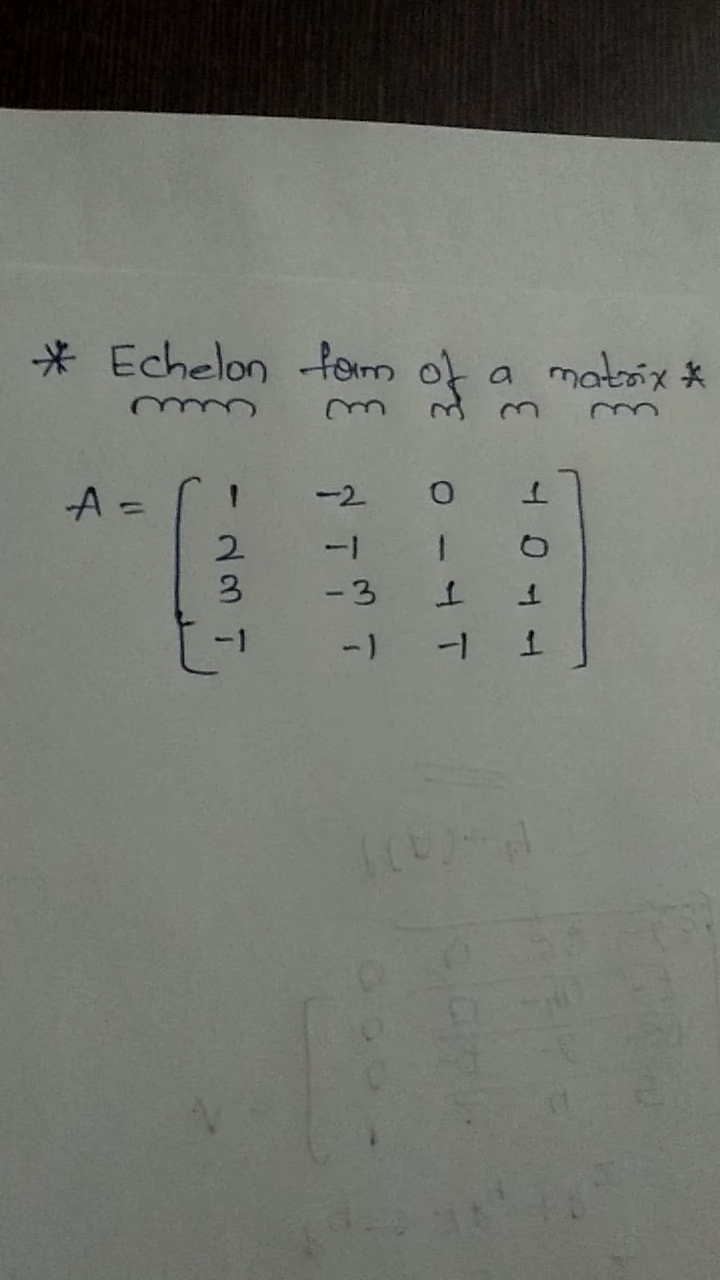 * Echelon form of a matrix *
A = [ 1 -2 0 1
2 -1 1 0
3 -3 1 1
-1 -1 -1 1 ]